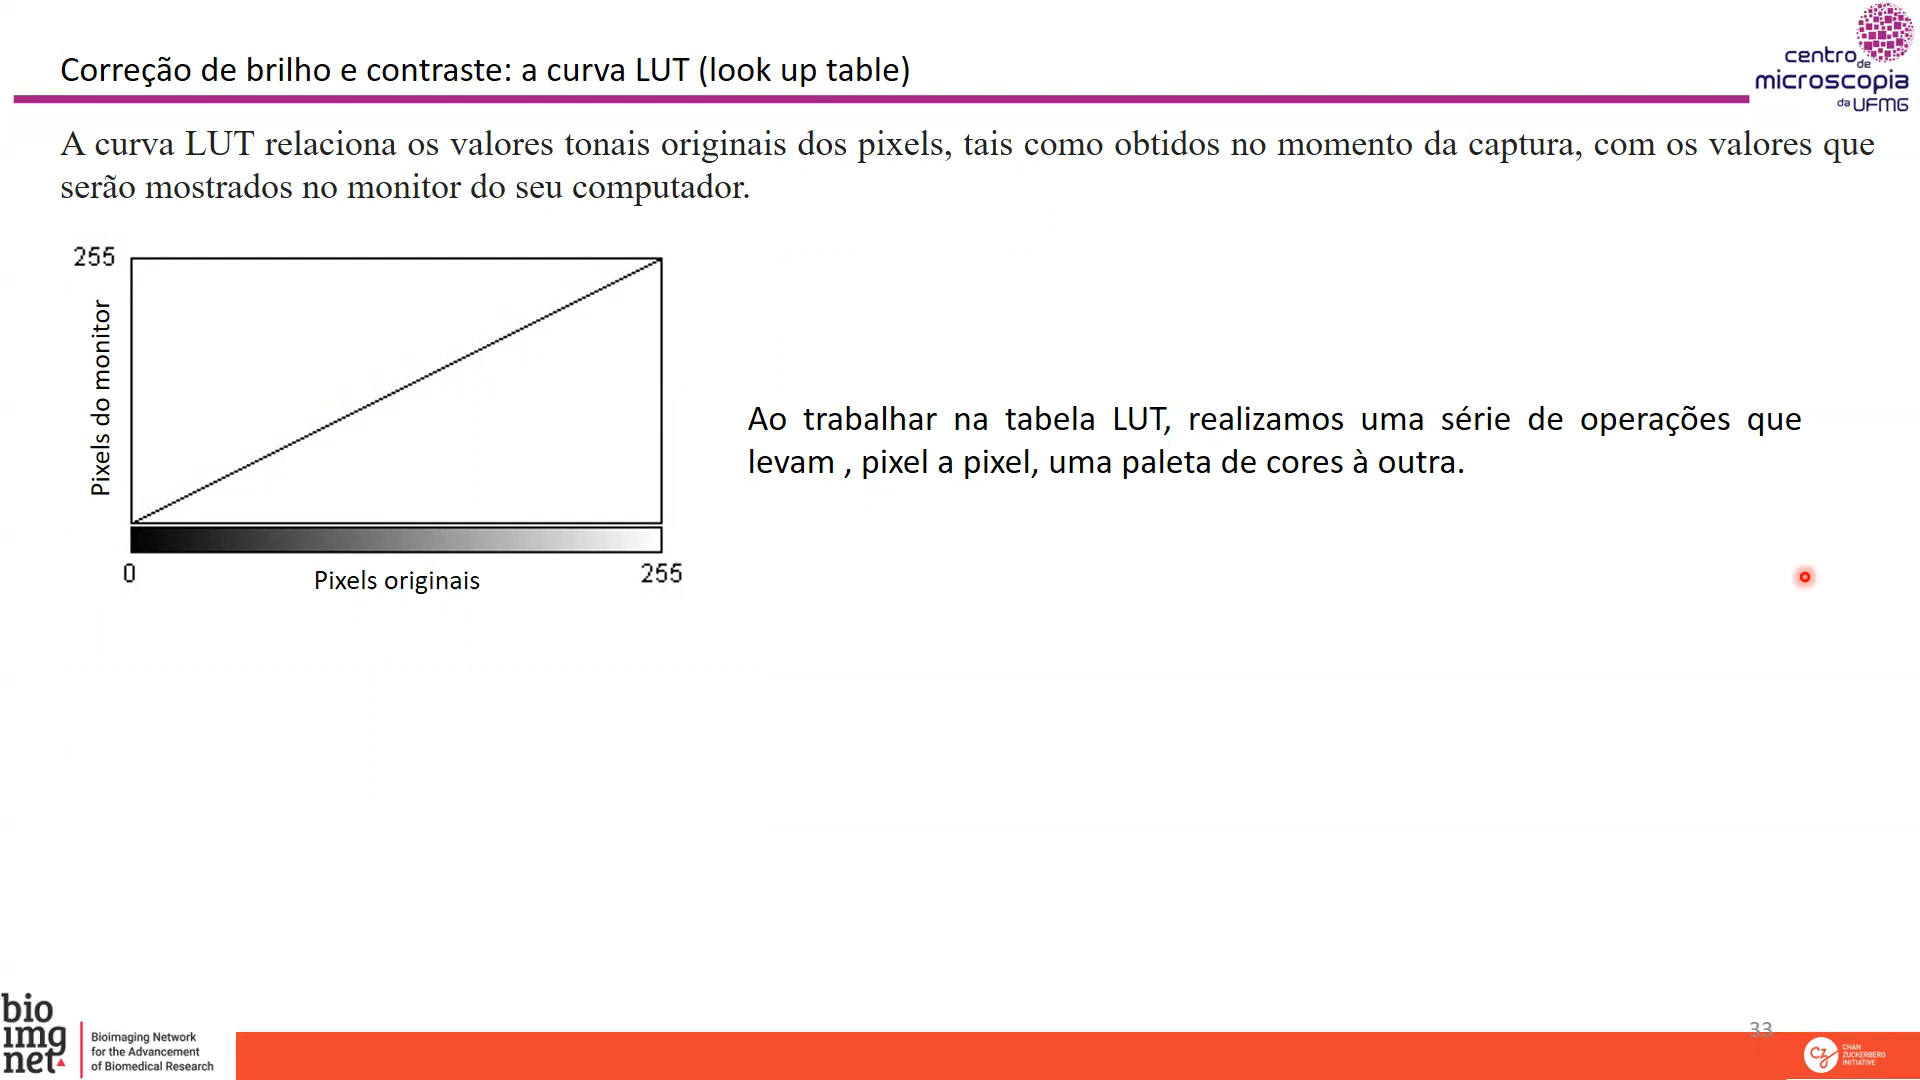 Correção de brilho e contraste: a curva LUT (look up table)
centro de
microscopia
da UFMG
A curva LUT relaciona os valores tonais originais dos pixels, tais como obtidos no momento da captura, com os valores que
serão mostrados no monitor do seu computador.
255
Pixels do monitor
0
Pixels originais
255
Ao trabalhar na tabela LUT, realizamos uma série de operações que
levam , pixel a pixel, uma paleta de cores à outra.
33
bio
img
net
Bioimaging Network
for the Advancement
of Biomedical Research
CZ
CHAN
ZUCKERBERG
INITIATIVE